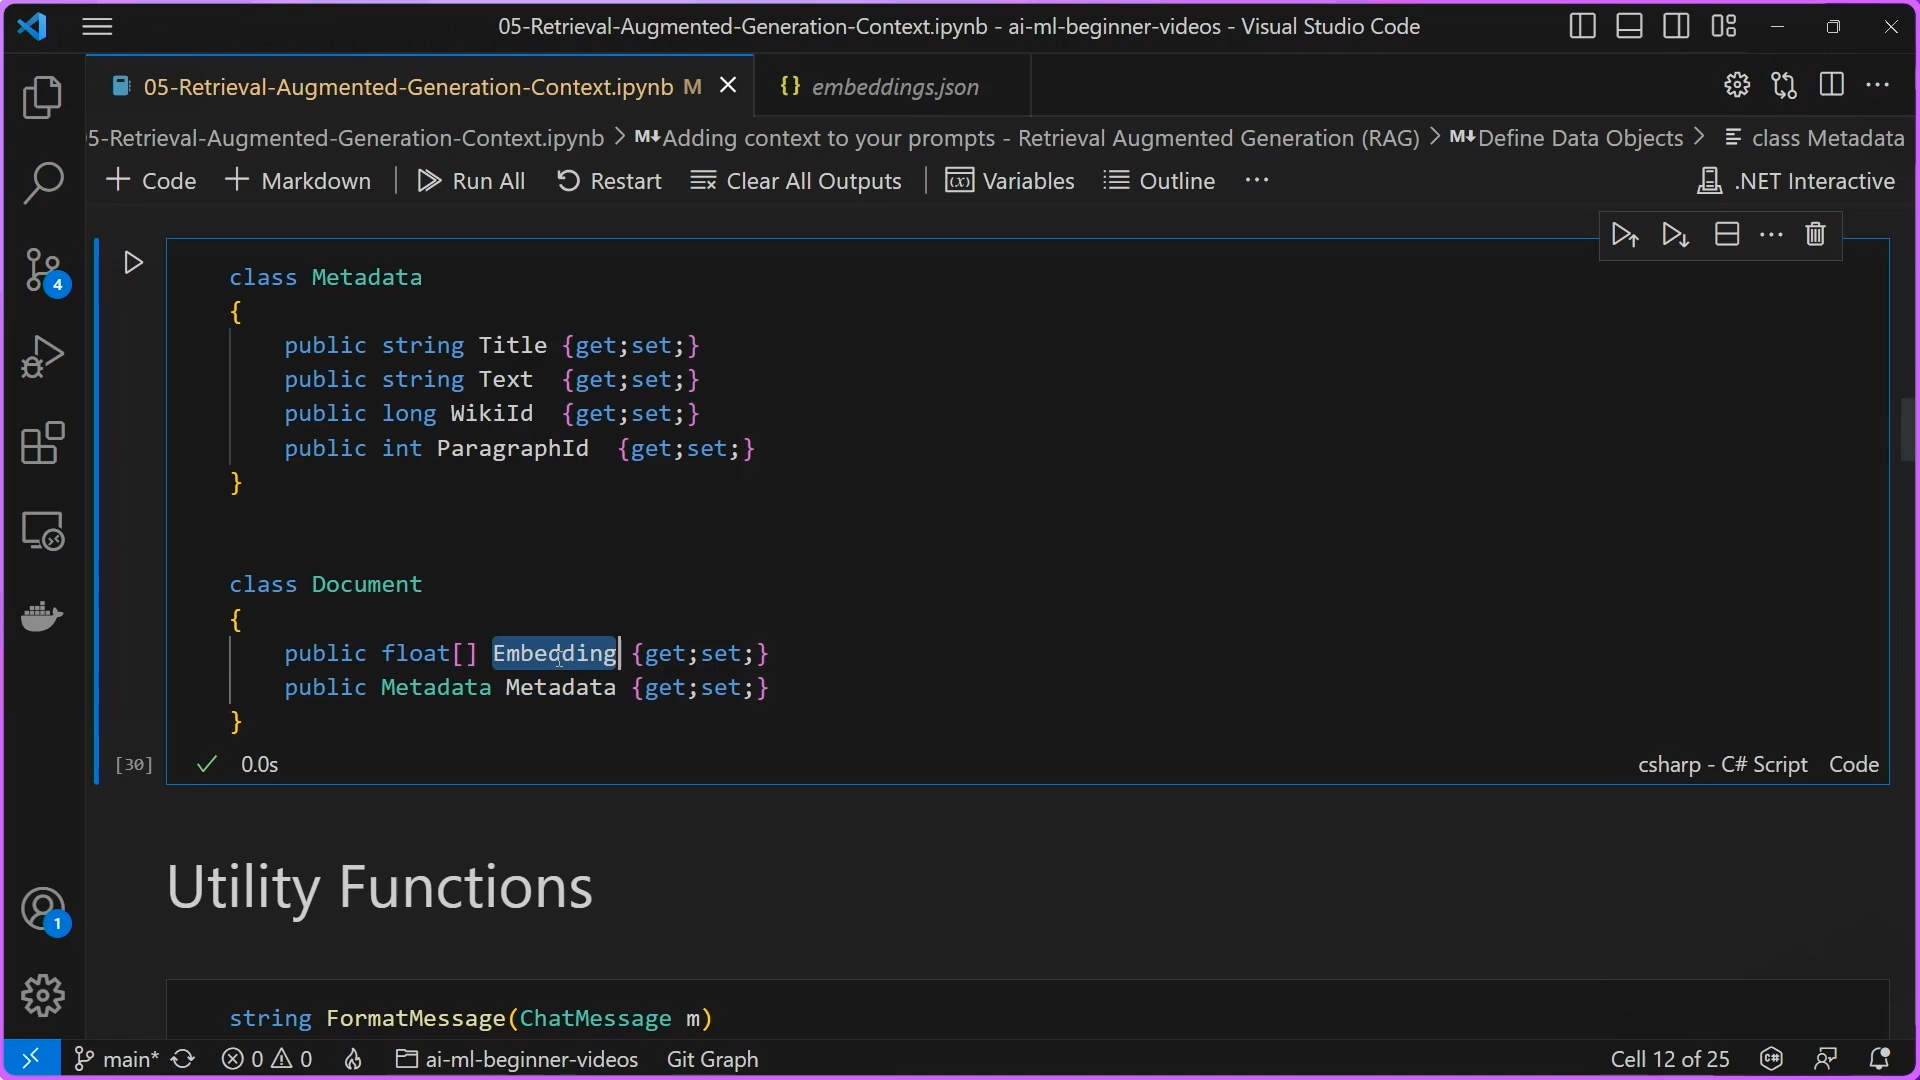 05-Retrieval-Augmented-Generation-Context.ipynb - ai-ml-beginner-videos - Visual Studio Code
05-Retrieval-Augmented-Generation-Context.ipynb M
{} embeddings.json
5-Retrieval-Augmented-Generation-Context.ipynb > M↓Adding context to your prompts - Retrieval Augmented Generation (RAG) > M↓Define Data Objects > class Metadata
+ Code + Markdown | Run All Restart Clear All Outputs | Variables Outline ···
.NET Interactive
class Metadata
{
public string Title {get;set;}
public string Text {get;set;}
public long WikiId {get;set;}
public int ParagraphId {get;set;}
}
class Document
{
public float[] Embedding {get;set;}
public Metadata Metadata {get;set;}
}
[30] ✓ 0.0s
csharp - C# Script Code
4
Utility Functions
1
string FormatMessage(ChatMessage m)
main* 0 0 ai-ml-beginner-videos Git Graph
Cell 12 of 25